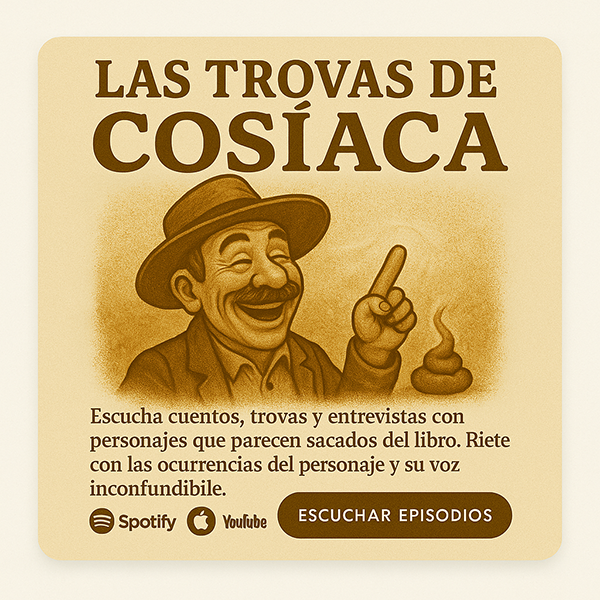 LAS TROVAS DE
COSÍACA
Escucha cuentos, trovas y entrevistas con
personajes que parecen sacados del libro. Riete
con las ocurrencias del personaje y su voz
inconfundibile.
Spotify YouTube ESCUCHAR EPISODIOS